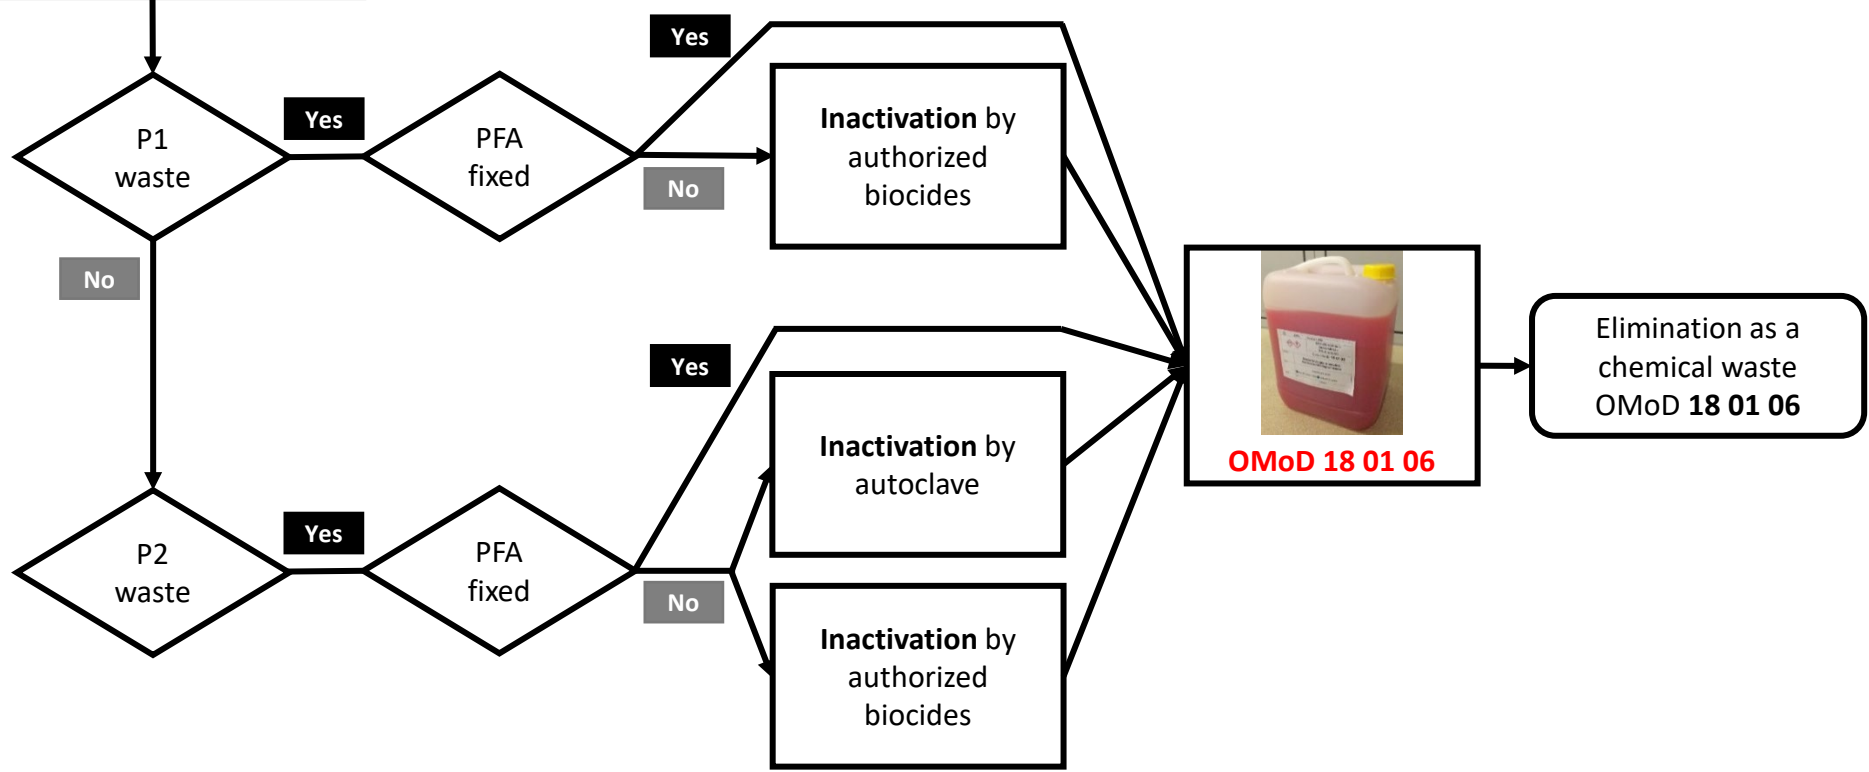 Yes
P1
waste
Yes
PFA
fixed
No
Inactivation by
authorized
biocides
No
Yes
Inactivation by
autoclave
OMoD 18 01 06
Elimination as a
chemical waste
OMoD 18 01 06
P2
waste
Yes
PFA
fixed
No
Inactivation by
authorized
biocides